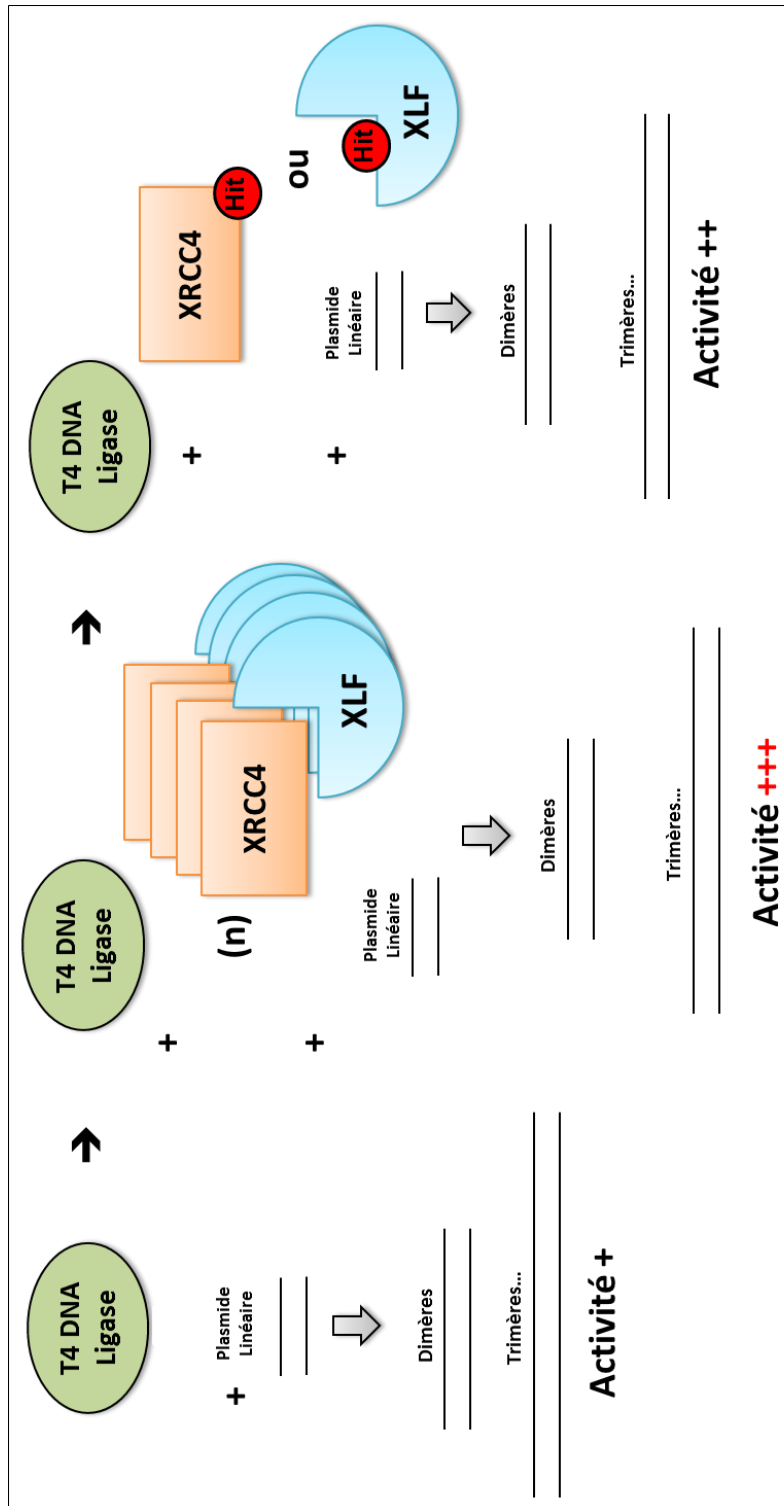 T4 DNA
Ligase
+
Plasmide
Linéaire
Dimères
Trimères...
Activité +
➔
T4 DNA
Ligase
+
(n)
XRCC4
XLF
+
Plasmide
Linéaire
Dimères
Trimères...
Activité +++
➔
T4 DNA
Ligase
+
XRCC4
Hit
ou
Hit
XLF
+
Plasmide
Linéaire
Dimères
Trimères...
Activité ++